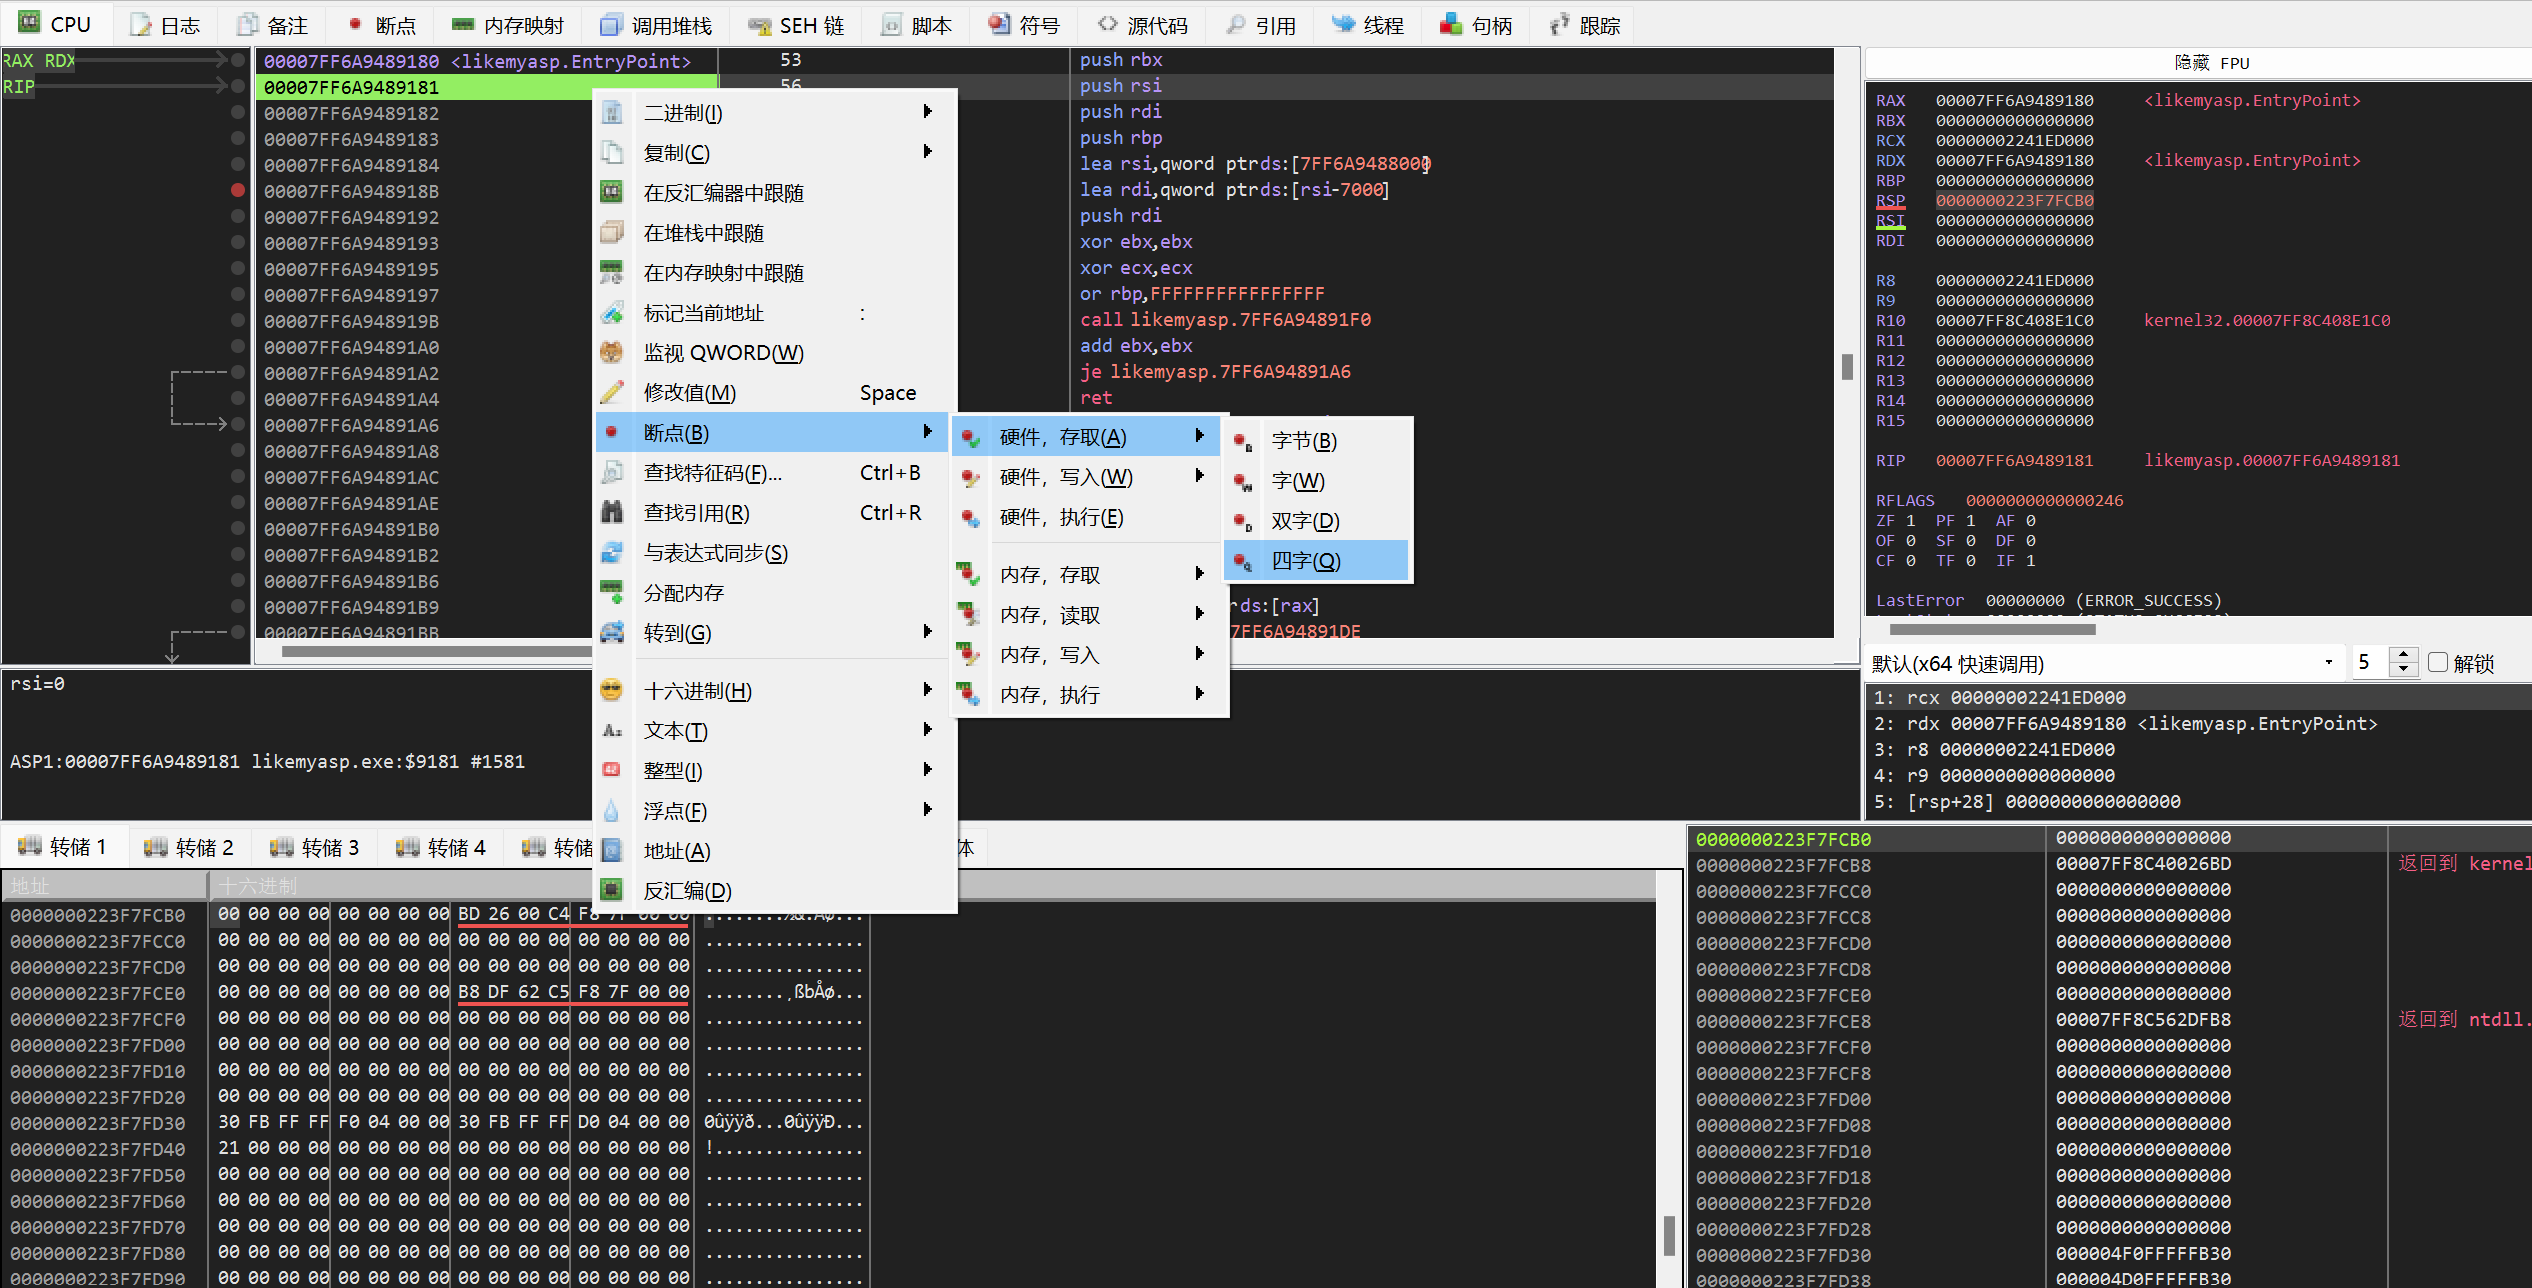 CPU 日志 备注 断点 内存映射 调用堆栈 SEH 链 脚本 符号 源代码 引用 线程 句柄 跟踪
RAX RDX
RIP
00007FF6A9489180 <likemyasp.EntryPoint> 53 push rbx
00007FF6A9489181 56 push rsi
00007FF6A9489182 push rdi
00007FF6A9489183 push rbp
00007FF6A9489184 lea rsi,qword ptr ds:[7FF6A9488000]
00007FF6A948918B lea rdi,qword ptr ds:[rsi-7000]
00007FF6A9489192 push rdi
00007FF6A9489193 xor ebx,ebx
00007FF6A9489195 xor ecx,ecx
00007FF6A9489197 or rbp,FFFFFFFFFFFFFFFF
00007FF6A948919B call likemyasp.7FF6A94891F0
00007FF6A94891A0 add ebx,ebx
00007FF6A94891A2 je likemyasp.7FF6A94891A6
00007FF6A94891A4 ret
00007FF6A94891A6
00007FF6A94891A8
00007FF6A94891AC
00007FF6A94891AE
00007FF6A94891B0
00007FF6A94891B2
00007FF6A94891B6
00007FF6A94891B9 rds:[rax]
00007FF6A94891BB 7FF6A94891DE
二进制(I)
复制(C)
在反汇编器中跟随
在堆栈中跟随
在内存映射中跟随
标记当前地址 :
监视 QWORD(W)
修改值(M) Space
断点(B)
查找特征码(F)... Ctrl+B
查找引用(R) Ctrl+R
与表达式同步(S)
分配内存
转到(G)
十六进制(H)
文本(T)
整型(I)
浮点(F)
地址(A)
反汇编(D)
硬件，存取(A)
硬件，写入(W)
硬件，执行(E)
内存，存取
内存，读取
内存，写入
内存，执行
字节(B)
字(W)
双字(D)
四字(Q)
隐藏 FPU
RAX 00007FF6A9489180 <likemyasp.EntryPoint>
RBX 0000000000000000
RCX 00000002241ED000
RDX 00007FF6A9489180 <likemyasp.EntryPoint>
RBP 0000000000000000
RSP 0000000223F7FCB0
RSI 0000000000000000
RDI 0000000000000000
R8 00000002241ED000
R9 0000000000000000
R10 00007FF8C408E1C0 kernel32.00007FF8C408E1C0
R11 0000000000000000
R12 0000000000000000
R13 0000000000000000
R14 0000000000000000
R15 0000000000000000
RIP 00007FF6A9489181 likemyasp.00007FF6A9489181
RFLAGS 0000000000000246
ZF 1 PF 1 AF 0
OF 0 SF 0 DF 0
CF 0 TF 0 IF 1
LastError 00000000 (ERROR_SUCCESS)
默认(x64 快速调用) 5 解锁
1: rcx 00000002241ED000
2: rdx 00007FF6A9489180 <likemyasp.EntryPoint>
3: r8 00000002241ED000
4: r9 0000000000000000
5: [rsp+28] 0000000000000000
rsi=0
ASP1:00007FF6A9489181 likemyasp.exe:$9181 #1581
转储 1 转储 2 转储 3 转储 4 转储 体
地址 十六进制
0000000223F7FCB0 00 00 00 00 00 00 00 00 BD 26 00 C4 F8 7F 00 00 ........½&.Äø...
0000000223F7FCC0 00 00 00 00 00 00 00 00 00 00 00 00 00 00 00 00 ................
0000000223F7FCD0 00 00 00 00 00 00 00 00 00 00 00 00 00 00 00 00 ................
0000000223F7FCE0 00 00 00 00 00 00 00 00 B8 DF 62 C5 F8 7F 00 00 ........¸ßbÅø...
0000000223F7FCF0 00 00 00 00 00 00 00 00 00 00 00 00 00 00 00 00 ................
0000000223F7FD00 00 00 00 00 00 00 00 00 00 00 00 00 00 00 00 00 ................
0000000223F7FD10 00 00 00 00 00 00 00 00 00 00 00 00 00 00 00 00 ................
0000000223F7FD20 00 00 00 00 00 00 00 00 00 00 00 00 00 00 00 00 ................
0000000223F7FD30 30 FB FF FF F0 04 00 00 30 FB FF FF D0 04 00 00 0ûÿÿð...0ûÿÿÐ...
0000000223F7FD40 21 00 00 00 00 00 00 00 00 00 00 00 00 00 00 00 !...............
0000000223F7FD50 00 00 00 00 00 00 00 00 00 00 00 00 00 00 00 00 ................
0000000223F7FD60 00 00 00 00 00 00 00 00 00 00 00 00 00 00 00 00 ................
0000000223F7FD70 00 00 00 00 00 00 00 00 00 00 00 00 00 00 00 00 ................
0000000223F7FD80 00 00 00 00 00 00 00 00 00 00 00 00 00 00 00 00 ................
0000000223F7FD90 00 00 00 00 00 00 00 00 00 00 00 00 00 00 00 00 ................
0000000223F7FCB0 0000000000000000
0000000223F7FCB8 00007FF8C40026BD 返回到 kernel
0000000223F7FCC0 0000000000000000
0000000223F7FCC8 0000000000000000
0000000223F7FCD0 0000000000000000
0000000223F7FCD8 0000000000000000
0000000223F7FCE0 0000000000000000
0000000223F7FCE8 00007FF8C562DFB8 返回到 ntdll.
0000000223F7FCF0 0000000000000000
0000000223F7FCF8 0000000000000000
0000000223F7FD00 0000000000000000
0000000223F7FD08 0000000000000000
0000000223F7FD10 0000000000000000
0000000223F7FD18 0000000000000000
0000000223F7FD20 0000000000000000
0000000223F7FD28 0000000000000000
0000000223F7FD30 000004F0FFFFFB30
0000000223F7FD38 000004D0FFFFFB30